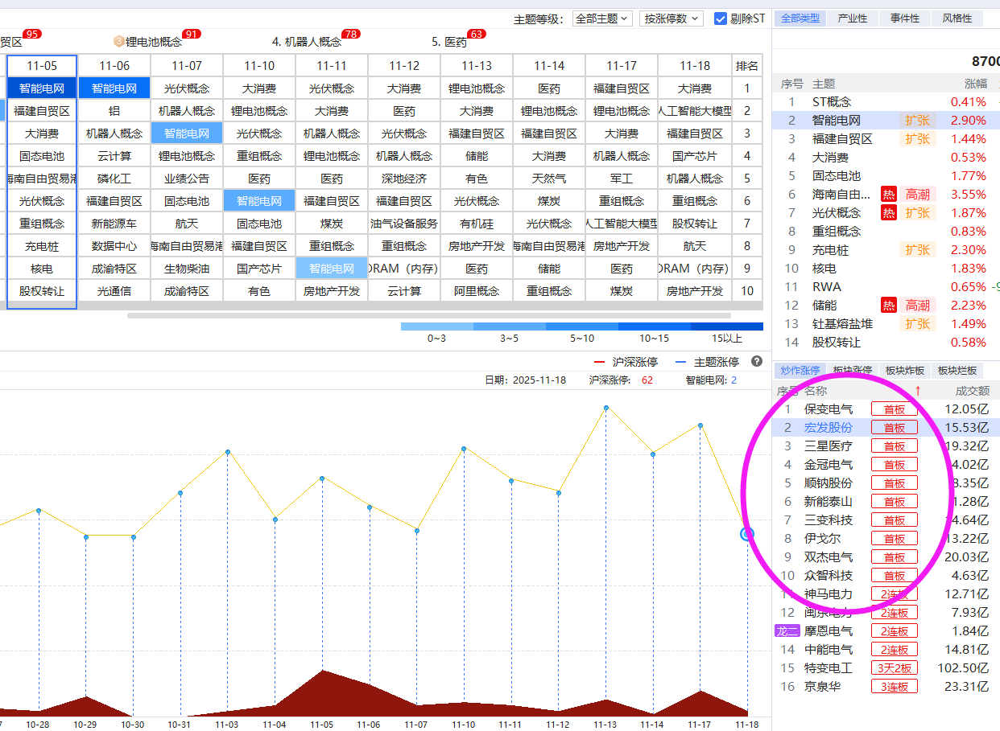 主题等级: 全部主题 按涨停数 剔除ST 全部类型 产业性 事件性 风格性
贸区 95 3 锂电池概念 91 4. 机器人概念 78 5. 医药 63
8700
11-05 11-06 11-07 11-10 11-11 11-12 11-13 11-14 11-17 11-18 排名
智能电网 智能电网 光伏概念 大消费 光伏概念 大消费 锂电池概念 医药 福建自贸区 大消费 1
福建自贸区 铝 机器人概念 锂电池概念 大消费 医药 大消费 锂电池概念 锂电池概念 人工智能大模型 2
大消费 机器人概念 智能电网 光伏概念 机器人概念 光伏概念 福建自贸区 福建自贸区 大消费 福建自贸区 3
固态电池 云计算 锂电池概念 重组概念 锂电池概念 机器人概念 储能 大消费 机器人概念 国产芯片 4
海南自由贸易港 磷化工 业绩公告 医药 医药 深地经济 有色 天然气 军工 机器人概念 5
光伏概念 福建自贸区 固态电池 智能电网 福建自贸区 福建自贸区 光伏概念 煤炭 重组概念 重组概念 6
重组概念 新能源车 航天 固态电池 煤炭 油气设备服务 有机硅 光伏概念 人工智能大模型 股权转让 7
充电桩 数据中心 海南自由贸易港 福建自贸区 重组概念 重组概念 房地产开发 海南自由贸易港 房地产开发 航天 8
核电 成渝特区 生物柴油 国产芯片 智能电网 DRAM（内存） 医药 储能 医药 DRAM（内存） 9
股权转让 光通信 成渝特区 有色 房地产开发 云计算 阿里概念 重组概念 煤炭 房地产开发 10
0~3 3~5 5~10 10~15 15以上
序号 主题 涨幅
1 ST概念 0.41%
2 智能电网 扩张 2.90%
3 福建自贸区 扩张 1.44%
4 大消费 0.53%
5 固态电池 1.77%
6 海南自由... 热 高潮 3.55%
7 光伏概念 热 扩张 1.87%
8 重组概念 0.83%
9 充电桩 扩张 2.30%
10 核电 1.83%
11 RWA 0.65% -9
12 储能 热 高潮 2.23%
13 钍基熔盐堆 扩张 1.49%
14 股权转让 0.58%
沪深涨停 主题涨停 ?
日期: 2025-11-18 沪深涨停: 62 智能电网: 2
10-28 10-29 10-30 10-31 11-03 11-04 11-05 11-06 11-07 11-10 11-11 11-12 11-13 11-14 11-17 11-18
炒作涨停 板块涨停 板块炸板 板块烂板
序号 名称 ↑ 成交额
1 保变电气 首板 12.05亿
2 宏发股份 首板 15.53亿
3 三星医疗 首板 19.32亿
4 金冠电气 首板 4.02亿
5 顺钠股份 首板 8.35亿
6 新能泰山 首板 1.28亿
7 三变科技 首板 4.64亿
8 伊戈尔 首板 13.22亿
9 双杰电气 首板 20.03亿
10 众智科技 首板 4.63亿
11 神马电力 2连板 12.71亿
12 闽东电力 2连板 7.93亿
龙二 摩恩电气 2连板 1.84亿
14 中能电气 2连板 14.81亿
15 特变电工 3天2板 102.50亿
16 京泉华 3连板 23.31亿